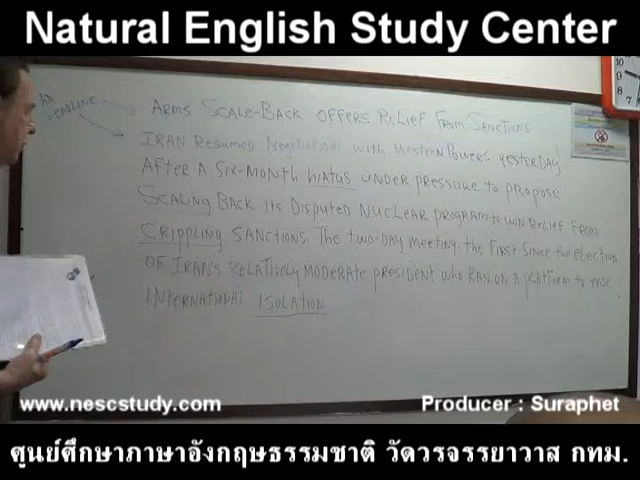 Natural English Study Center
HEADLINE
ARMS SCALE-BACK OFFERS RELIEF FROM SANCTIONS
IRAN RESUMED NEGOTIATIONS WITH WESTERN POWERS YESTERDAY
AFTER A SIX-MONTH HIATUS UNDER PRESSURE TO PROPOSE
SCALING BACK ITS DISPUTED NUCLEAR PROGRAM TO WIN RELIEF FROM
CRIPPLING SANCTIONS. THE TWO-DAY MEETING, THE FIRST SINCE THE ELECTION
OF IRAN'S RELATIVELY MODERATE PRESIDENT WHO RAN ON A PLATFORM TO EASE
INTERNATIONAL ISOLATION.
10
9
8
7
www.nescstudy.com
Producer : Suraphet
ศูนย์ศึกษาภาษาอังกฤษธรรมชาติ วัดวรจรรยาวาส กทม.